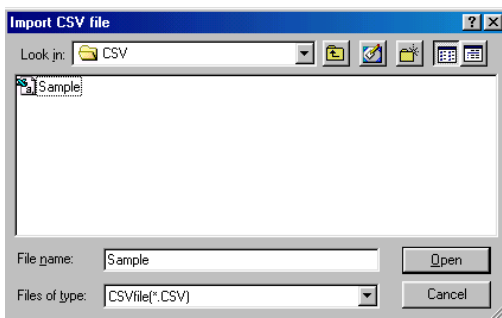 Import CSV file
Look in: CSV
Sample
File name: Sample Open
Files of type: CSVfile(*.CSV) Cancel